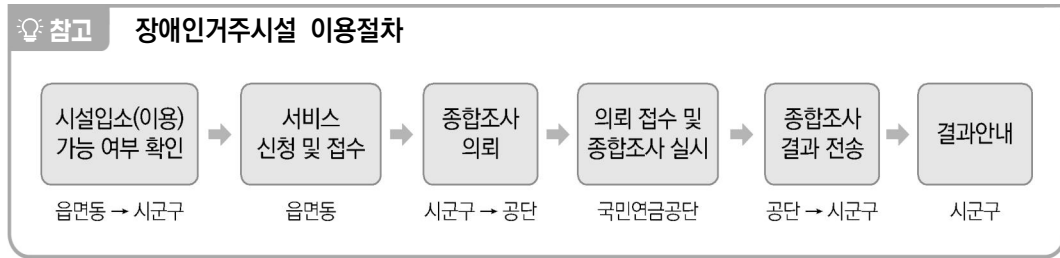 참고 장애인거주시설 이용절차
시설입소(이용)
가능 여부 확인
읍면동 → 시군구
서비스
신청 및 접수
읍면동
종합조사
의뢰
시군구 → 공단
의뢰 접수 및
종합조사 실시
국민연금공단
종합조사
결과 전송
공단 → 시군구
결과안내
시군구